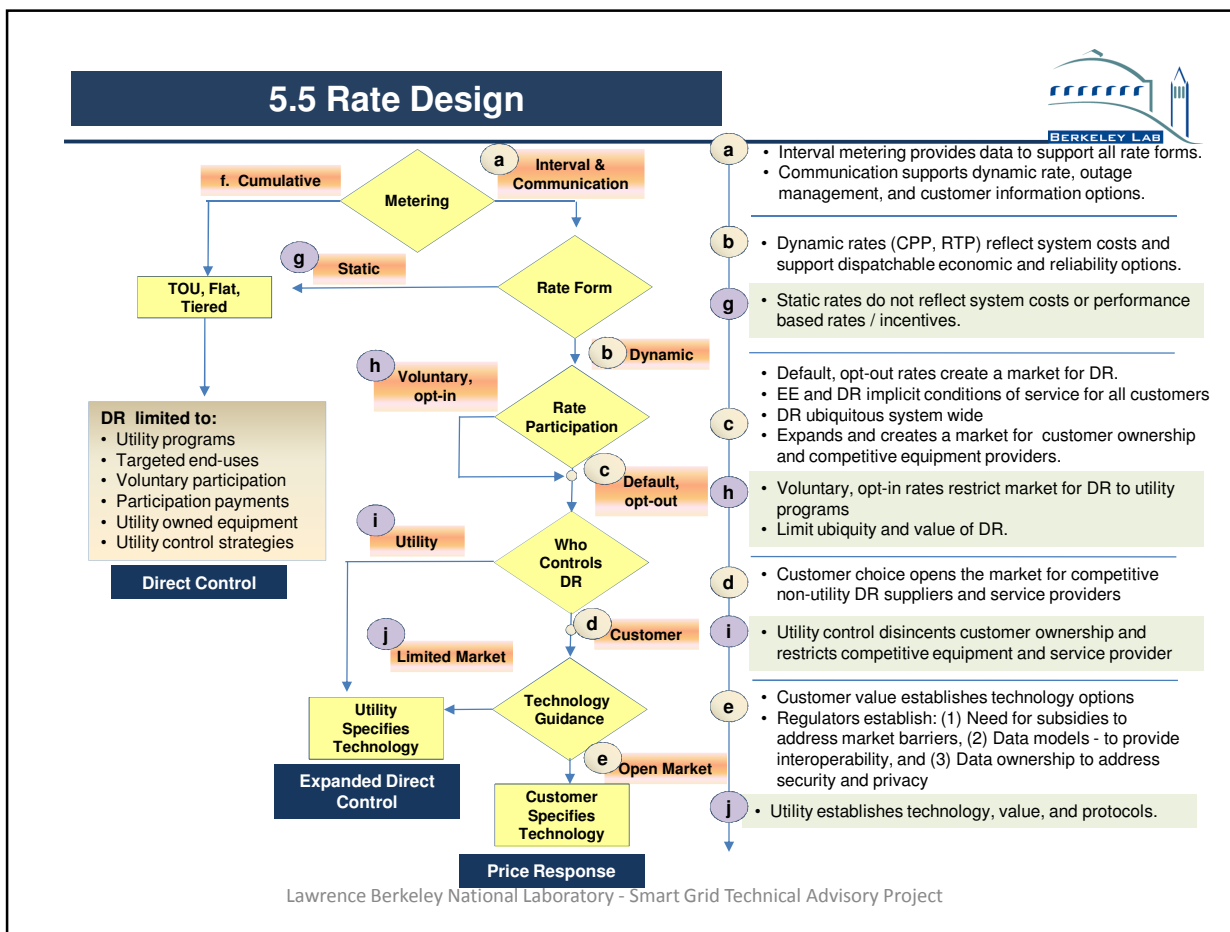 5.5 Rate Design
BERKELEY LAB
a
Interval &
Communication
f. Cumulative
Metering
g
Static
TOU, Flat,
Tiered
Rate Form
b
Dynamic
h
Voluntary,
opt-in
Rate
Participation
c
Default,
opt-out
DR limited to:
• Utility programs
• Targeted end-uses
• Voluntary participation
• Participation payments
• Utility owned equipment
• Utility control strategies
Direct Control
i
Utility
Who
Controls
DR
d
Customer
j
Limited Market
Technology
Guidance
Utility
Specifies
Technology
Expanded Direct
Control
e
Open Market
Customer
Specifies
Technology
Price Response
a
• Interval metering provides data to support all rate forms.
• Communication supports dynamic rate, outage
management, and customer information options.
b
• Dynamic rates (CPP, RTP) reflect system costs and
support dispatchable economic and reliability options.
g
• Static rates do not reflect system costs or performance
based rates / incentives.
c
• Default, opt-out rates create a market for DR.
• EE and DR implicit conditions of service for all customers
• DR ubiquitous system wide
• Expands and creates a market for customer ownership
and competitive equipment providers.
h
• Voluntary, opt-in rates restrict market for DR to utility
programs
• Limit ubiquity and value of DR.
d
• Customer choice opens the market for competitive
non-utility DR suppliers and service providers
i
• Utility control disincents customer ownership and
restricts competitive equipment and service provider
e
• Customer value establishes technology options
• Regulators establish: (1) Need for subsidies to
address market barriers, (2) Data models - to provide
interoperability, and (3) Data ownership to address
security and privacy
j
• Utility establishes technology, value, and protocols.
Lawrence Berkeley National Laboratory - Smart Grid Technical Advisory Project